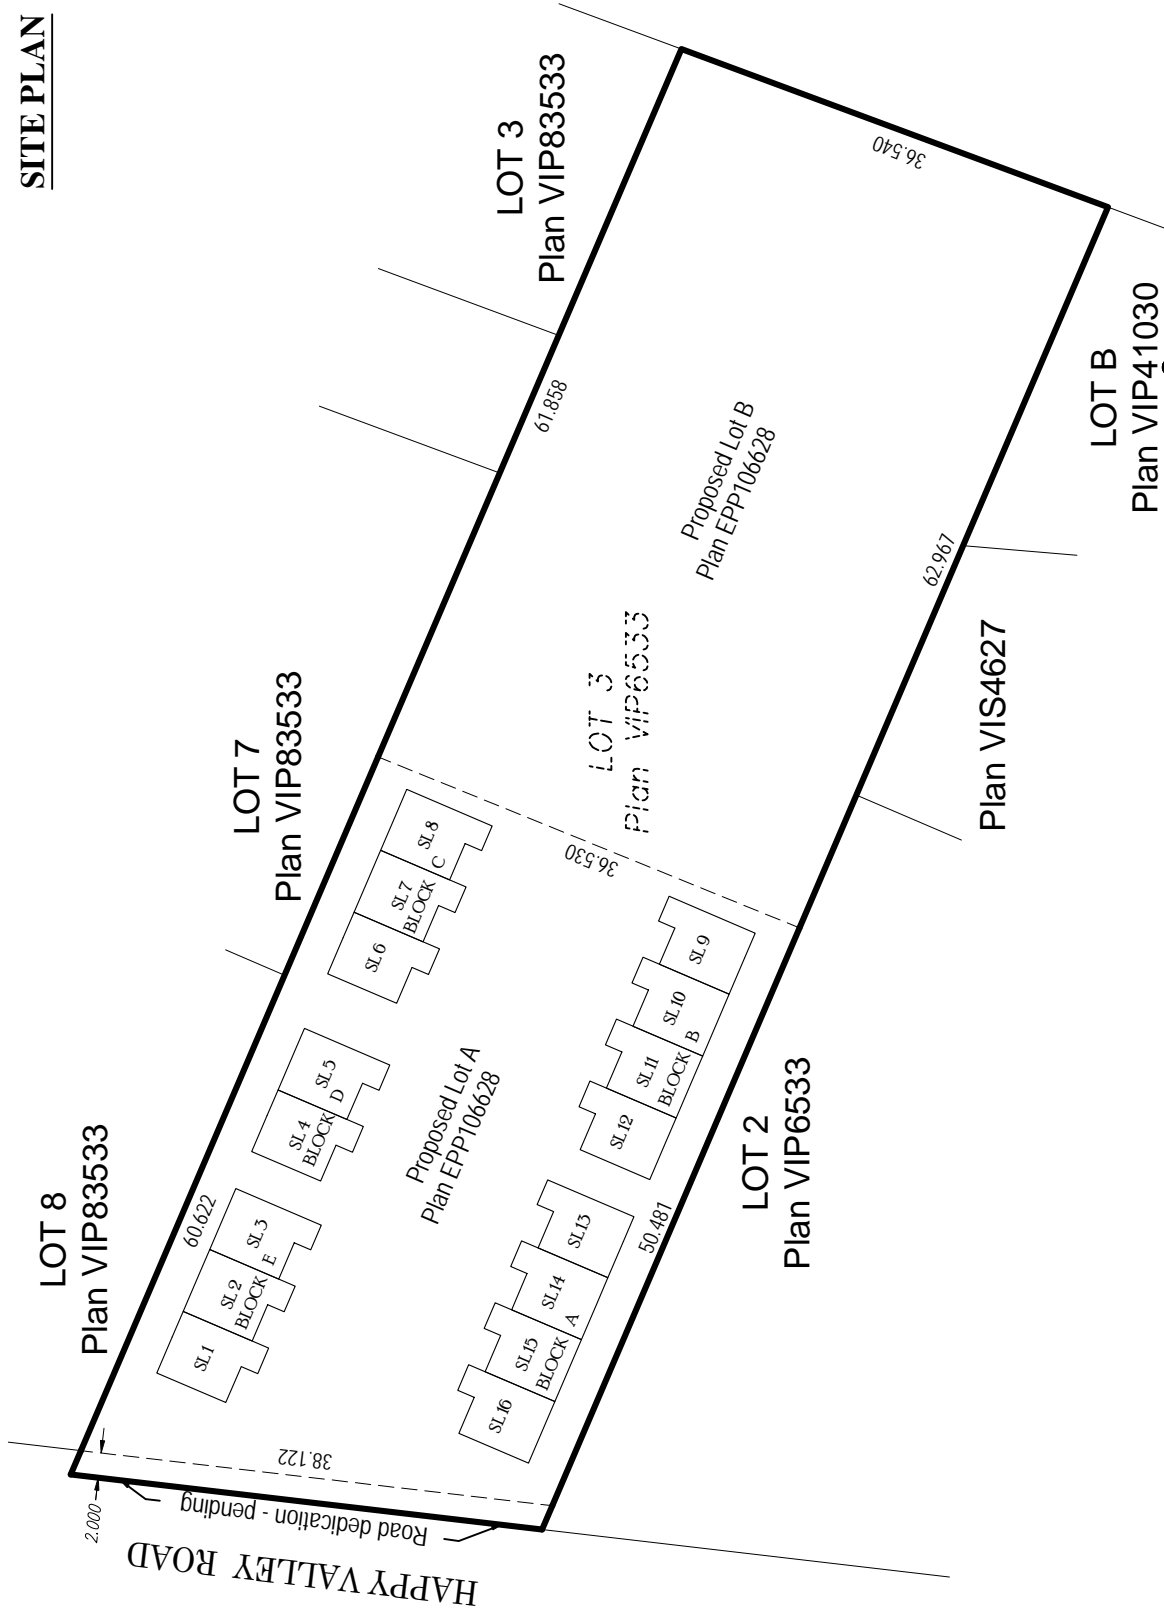 SITE PLAN
LOT 3
Plan VIP83533
36.540
61.858
LOT B
Plan VIP41030
Proposed Lot B
Plan EPP106628
62.967
LOT 3
Plan VIP6533
Plan VIS4627
LOT 7
Plan VIP83533
36.530
SL 8
C
SL 7
BLOCK
SL 6
SL 9
SL 10
B
SL 11
BLOCK
SL 12
SL 5
D
SL 4
BLOCK
Proposed Lot A
Plan EPP106628
LOT 2
Plan VIP6533
LOT 8
Plan VIP83533
60.622
50.481
SL 3
E
SL 2
BLOCK
SL 1
SL 13
SL 14
A
SL 15
BLOCK
SL 16
38.122
2.000
Road dedication - pending
HAPPY VALLEY ROAD